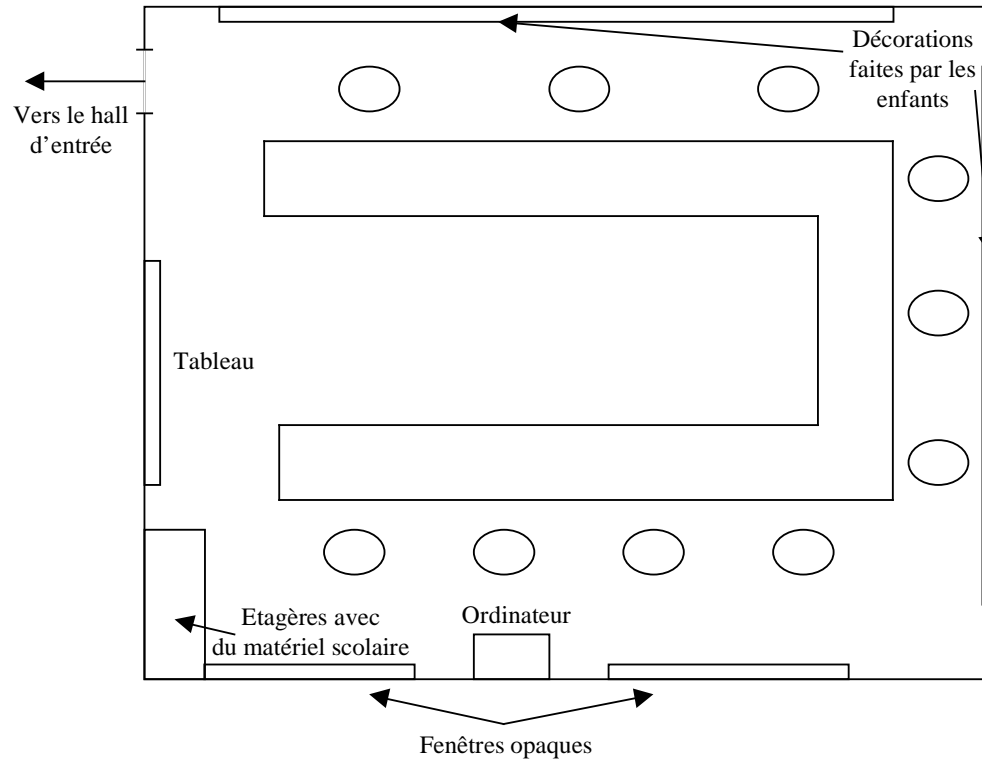 Décorations
faites par les
enfants
Vers le hall
d’entrée
Tableau
Etagères avec
du matériel scolaire
Ordinateur
Fenêtres opaques